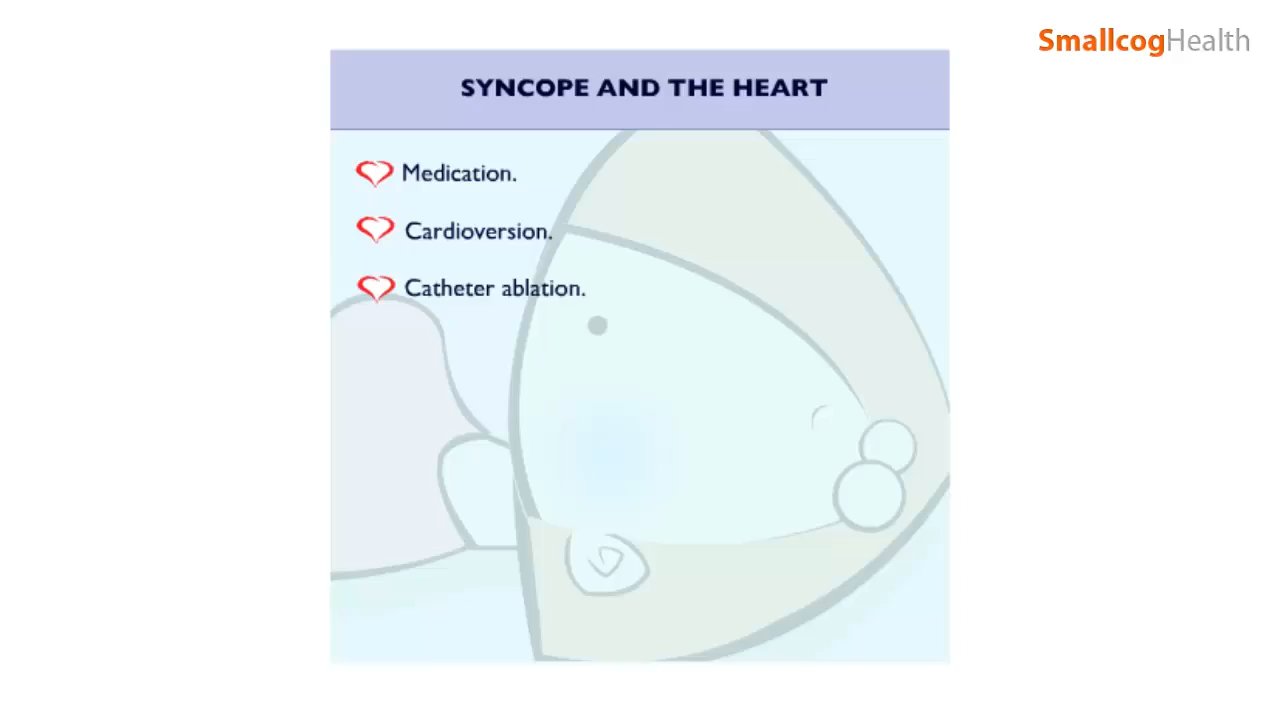 SmallcogHealth
SYNCOPE AND THE HEART
Medication.
Cardioversion.
Catheter ablation.